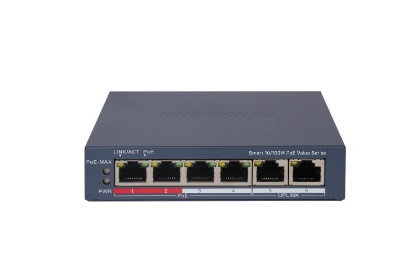 HIKVISION
LINK/ACT PoE
Smart 10/100M PoE Value Series
PoE-MAX
PWR
1 2 3 4 5 6
PoE UPLINK